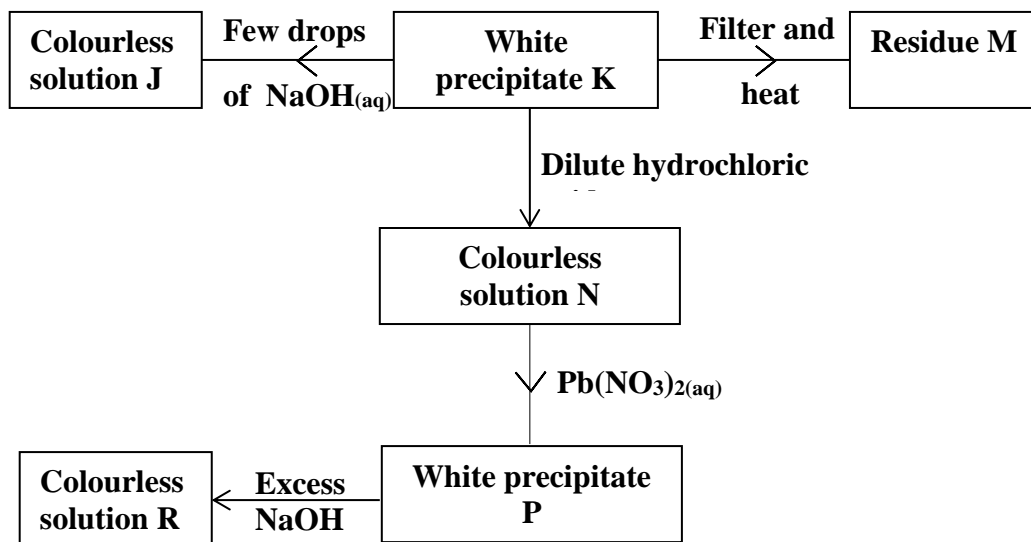 Colourless
solution J
Few drops
of NaOH(aq)
White
precipitate K
Filter and
heat
Residue M
Dilute hydrochloric
Colourless
solution N
Pb(NO3)2(aq)
Colourless
solution R
Excess
NaOH
White precipitate
P